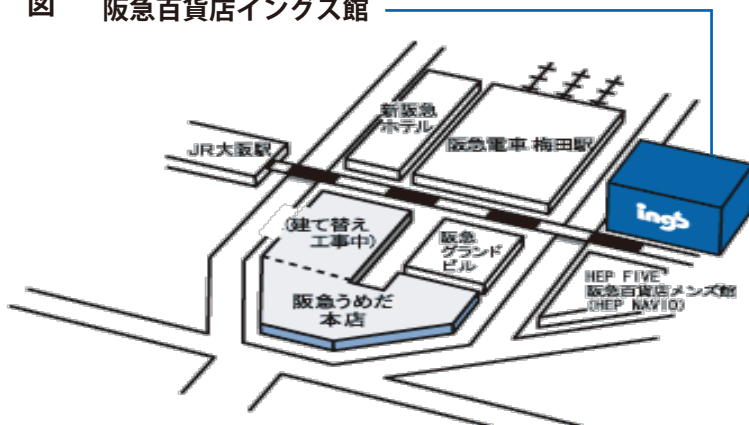 図 阪急百貨店イングス館
新阪急
ホテル
阪急電車 梅田駅
JR大阪駅
ings
(建て替え
工事中)
阪急
グランド
ビル
HEP FIVE
阪急百貨店メンズ館
(HEP NAVIO)
阪急うめだ
本店